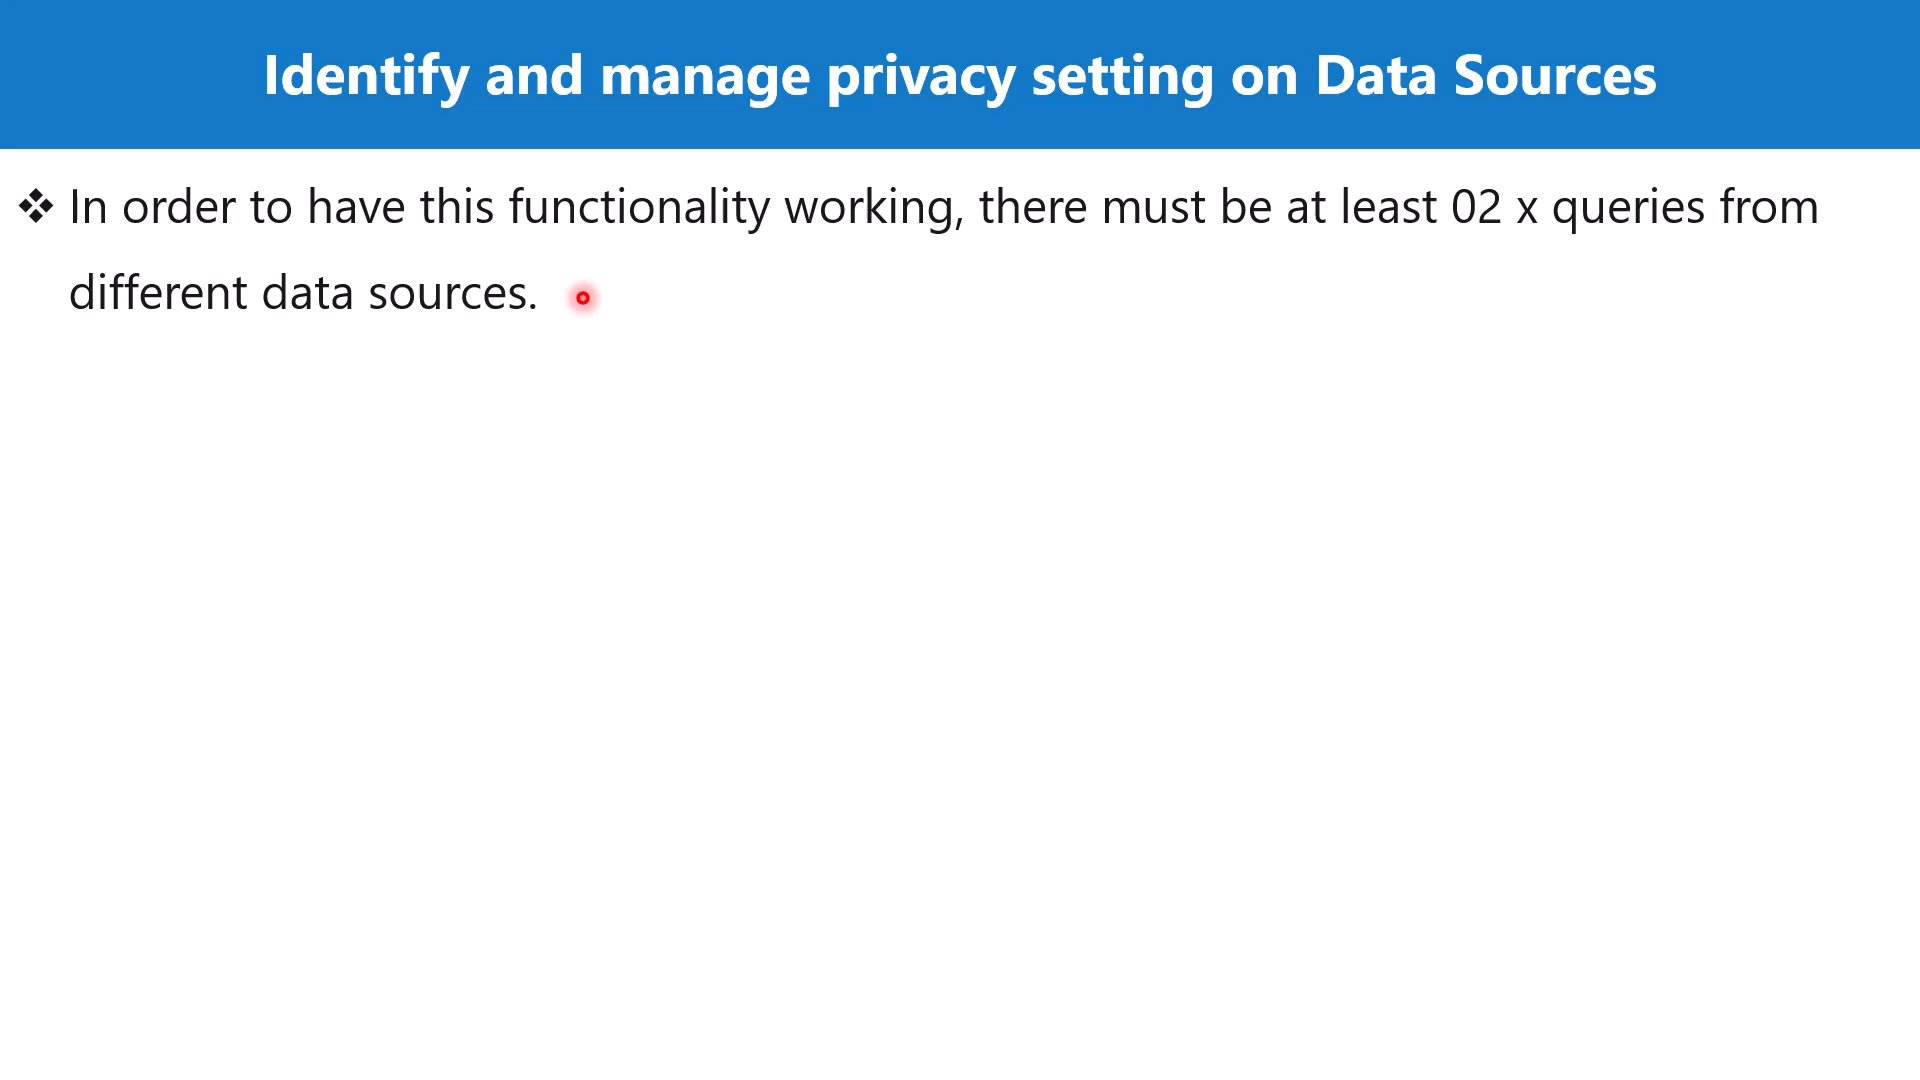 Identify and manage privacy setting on Data Sources
❖ In order to have this functionality working, there must be at least 02 x queries from
different data sources.